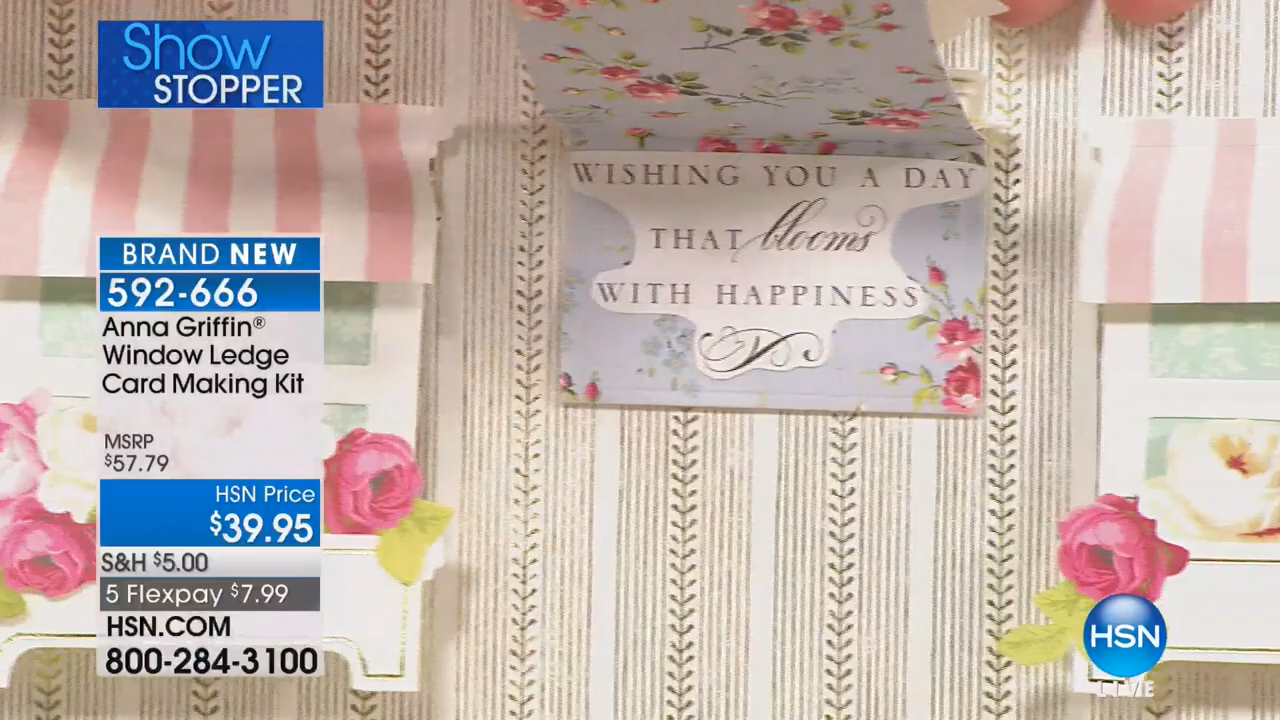 Show
STOPPER
BRAND NEW
592-666
Anna Griffin®
Window Ledge
Card Making Kit
MSRP
$57.79
HSN Price
$39.95
S&H $5.00
5 Flexpay $7.99
HSN.COM
800-284-3100
WISHING YOU A DAY
THAT blooms
WITH HAPPINESS
HSN
LIVE